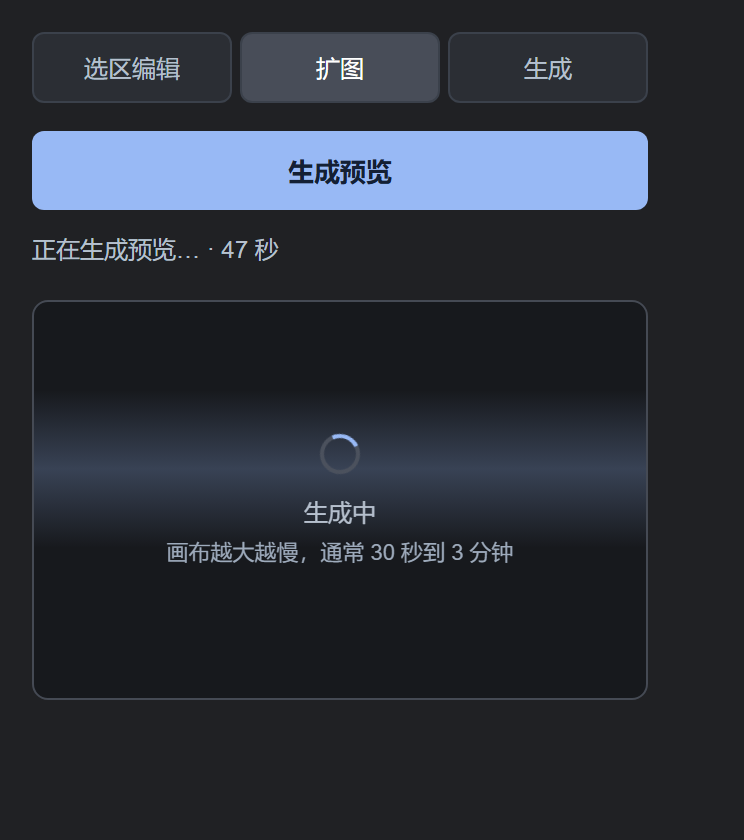 选区编辑
扩图
生成
生成预览
正在生成预览… · 47 秒
生成中
画布越大越慢，通常 30 秒到 3 分钟